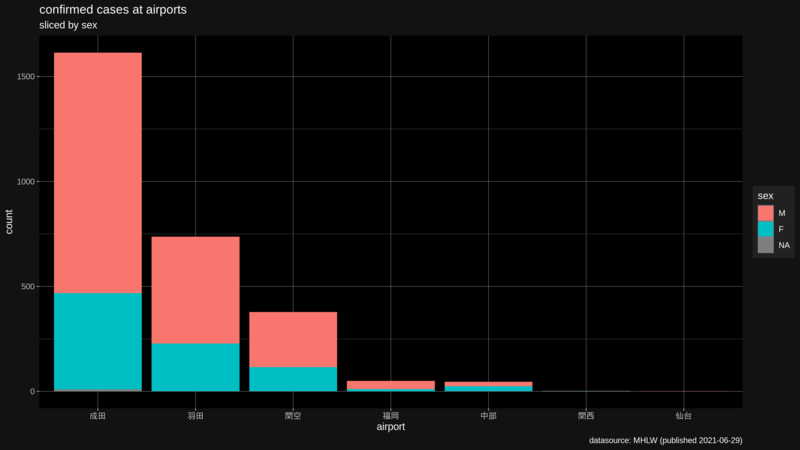 confirmed cases at airports
sliced by sex
count
1500
1000
500
0
成田 羽田 関空 福岡 中部 関西 仙台
airport
sex
M
F
NA
datasource: MHLW (published 2021-06-29)